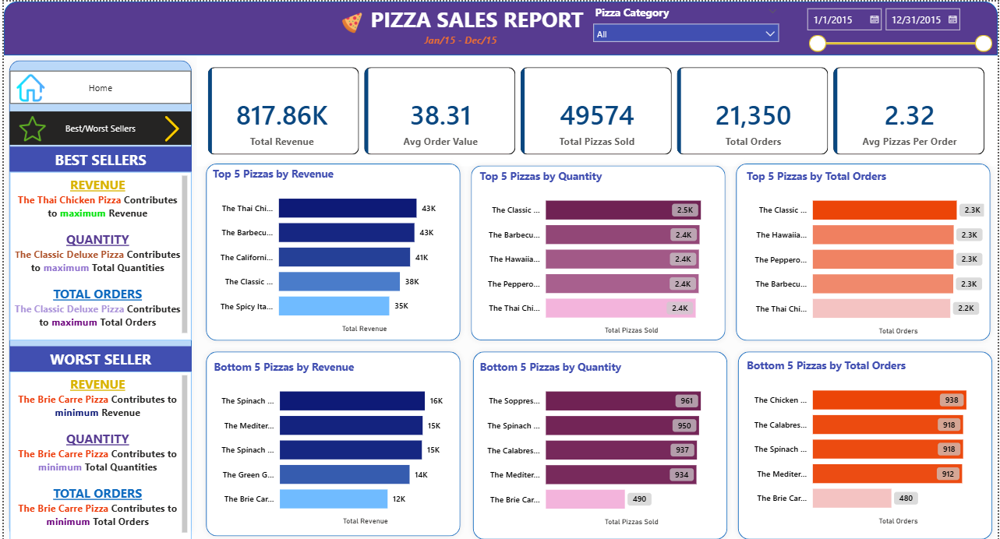 PIZZA SALES REPORT
Jan/15 - Dec/15
Pizza Category
All
1/1/2015
12/31/2015
Home
Best/Worst Sellers
BEST SELLERS
REVENUE
The Thai Chicken Pizza Contributes
to maximum Revenue
QUANTITY
The Classic Deluxe Pizza Contributes
to maximum Total Quantities
TOTAL ORDERS
The Classic Deluxe Pizza Contributes
to maximum Total Orders
WORST SELLER
REVENUE
The Brie Carre Pizza Contributes to
minimum Revenue
QUANTITY
The Brie Carre Pizza Contributes to
minimum Total Quantities
TOTAL ORDERS
The Brie Carre Pizza Contributes to
minimum Total Orders
817.86K
Total Revenue
38.31
Avg Order Value
49574
Total Pizzas Sold
21,350
Total Orders
2.32
Avg Pizzas Per Order
Top 5 Pizzas by Revenue
The Thai Chi... 43K
The Barbecu... 43K
The Californi... 41K
The Classic ... 38K
The Spicy Ita... 35K
Total Revenue
Top 5 Pizzas by Quantity
The Classic ... 2.5K
The Barbecu... 2.4K
The Hawaiia... 2.4K
The Peppero... 2.4K
The Thai Chi... 2.4K
Total Pizzas Sold
Top 5 Pizzas by Total Orders
The Classic ... 2.3K
The Hawaiia... 2.3K
The Peppero... 2.3K
The Barbecu... 2.3K
The Thai Chi... 2.2K
Total Orders
Bottom 5 Pizzas by Revenue
The Spinach ... 16K
The Mediter... 15K
The Spinach ... 15K
The Green G... 14K
The Brie Car... 12K
Total Revenue
Bottom 5 Pizzas by Quantity
The Soppres... 961
The Spinach ... 950
The Calabres... 937
The Mediter... 934
The Brie Car... 490
Total Pizzas Sold
Bottom 5 Pizzas by Total Orders
The Chicken ... 938
The Calabres... 918
The Spinach ... 918
The Mediter... 912
The Brie Car... 480
Total Orders